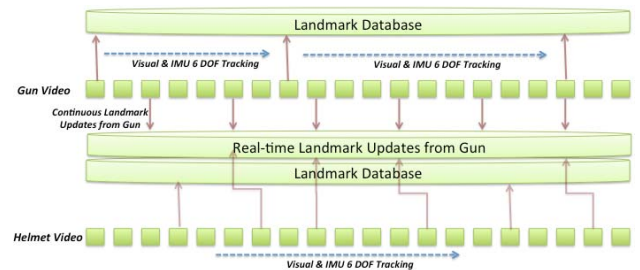 Landmark Database
Visual & IMU 6 DOF Tracking
Visual & IMU 6 DOF Tracking
Gun Video
Continuous Landmark
Updates from Gun
Real-time Landmark Updates from Gun
Landmark Database
Helmet Video
Visual & IMU 6 DOF Tracking